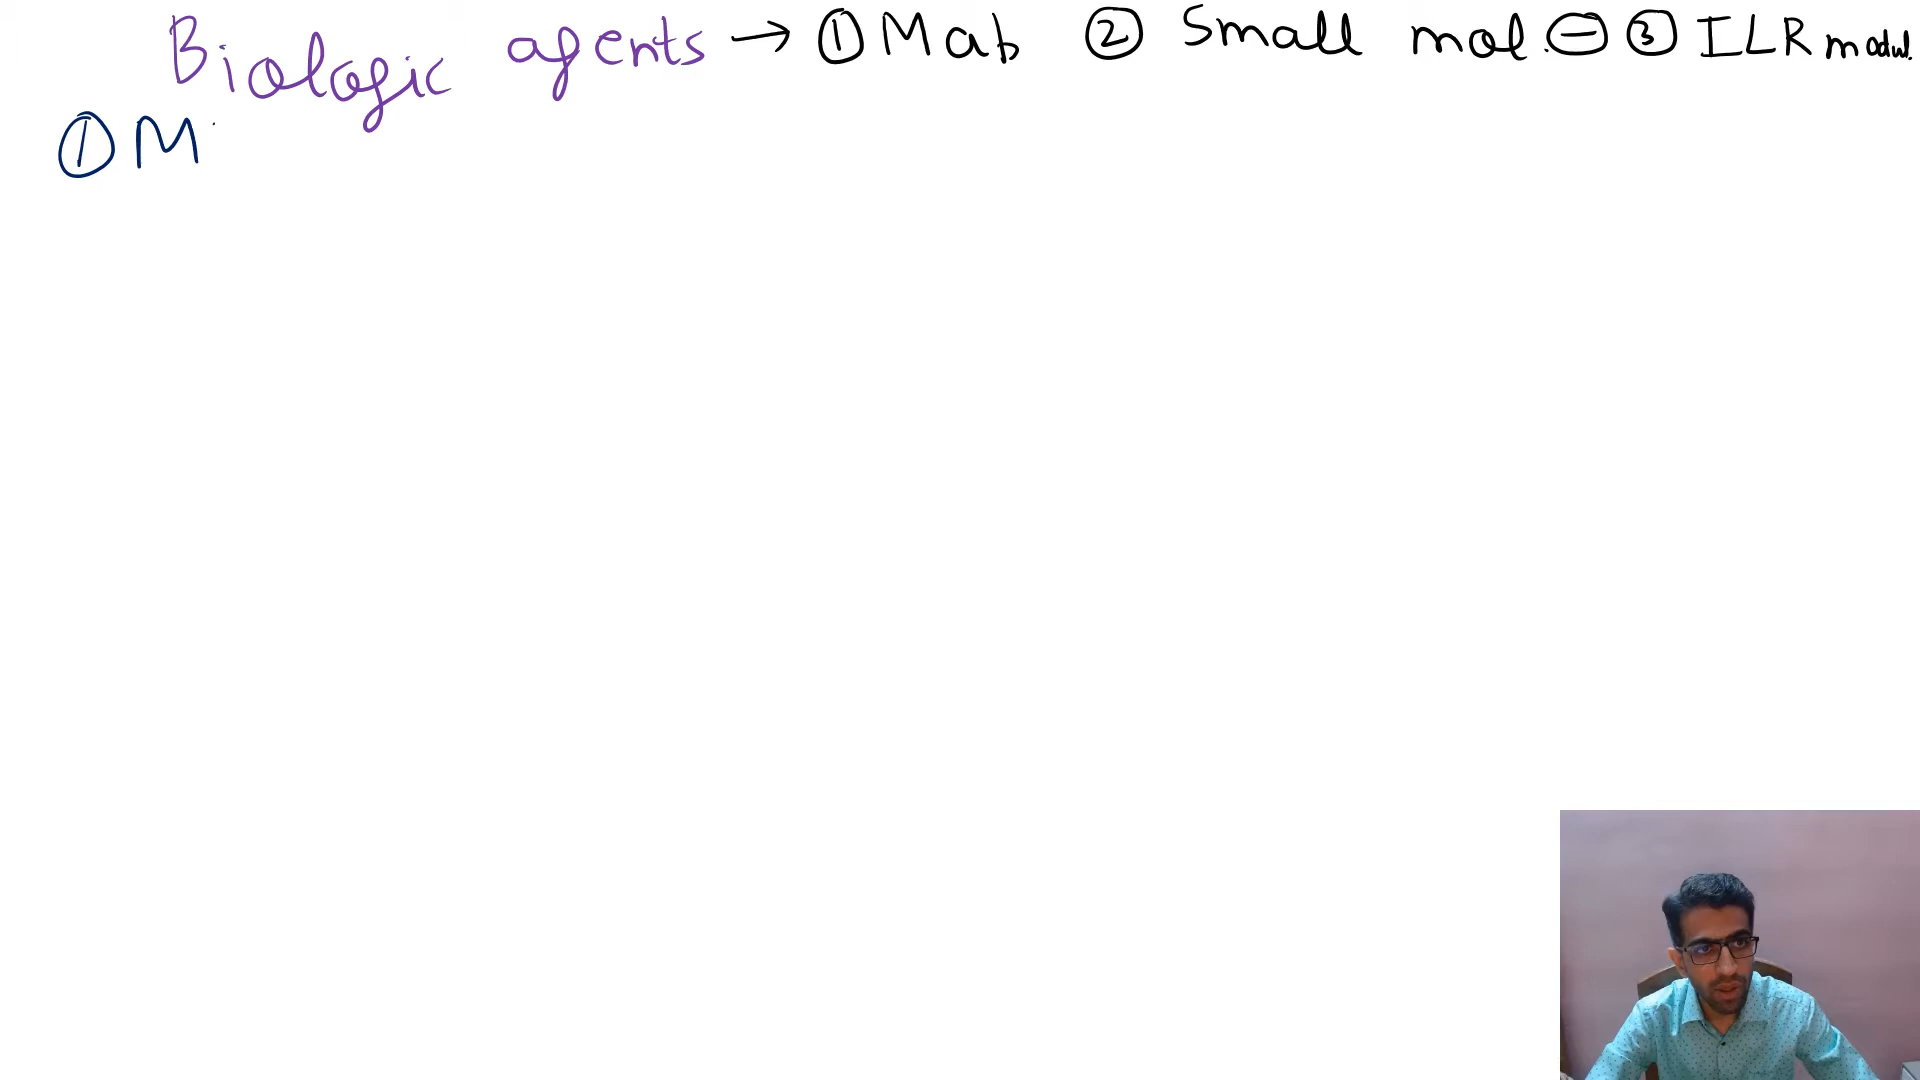 Biologic agents → ① Mab ② Small mol. ⊖ ③ ILR modul.
① M